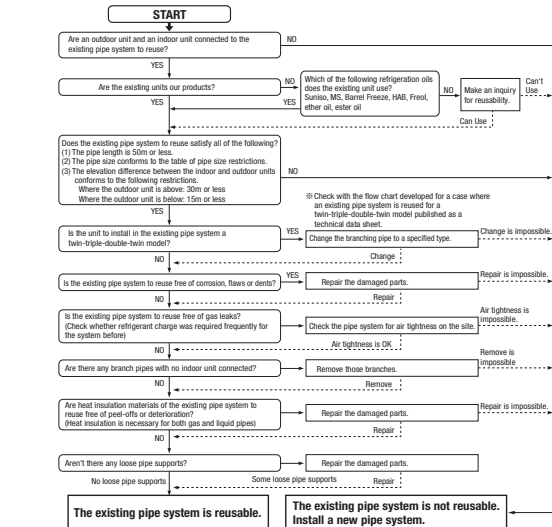 START
Are an outdoor unit and an indoor unit connected to the
existing pipe system to reuse?
NO
YES
Are the existing units our products?
NO
Which of the following refrigeration oils
does the existing unit use?
Suniso, MS, Barrel Freeze, HAB, Freol,
ether oil, ester oil
NO
Make an inquiry
for reusability.
Can't
Use
YES
YES
Can Use
Does the existing pipe system to reuse satisfy all of the following?
(1) The pipe length is 50m or less.
(2) The pipe size conforms to the table of pipe size restrictions.
(3) The elevation difference between the indoor and outdoor units
conforms to the following restrictions.
Where the outdoor unit is above: 30m or less
Where the outdoor unit is below: 15m or less
NO
YES
※Check with the flow chart developed for a case where
an existing pipe system is reused for a
twin-triple-double-twin model published as a
technical data sheet.
Is the unit to install in the existing pipe system a
twin-triple-double-twin model?
YES
Change the branching pipe to a specified type.
Change is impossible.
NO
Change
Is the existing pipe system to reuse free of corrosion, flaws or dents?
YES
Repair the damaged parts.
Repair is impossible.
NO
Repair
Is the existing pipe system to reuse free of gas leaks?
(Check whether refrigerant charge was required frequently for
the system before)
Check the pipe system for air tightness on the site.
Air tightness is
impossible.
NO
Air tightness is OK
Are there any branch pipes with no indoor unit connected?
Remove those branches.
Remove is
impossible
NO
Remove
Are heat insulation materials of the existing pipe system to
reuse free of peel-offs or deterioration?
(Heat insulation is necessary for both gas and liquid pipes)
Repair the damaged parts.
Repair is impossible.
NO
Repair
Aren't there any loose pipe supports?
Repair the damaged parts.
No loose pipe supports
Some loose pipe supports
Repair
The existing pipe system is reusable.
The existing pipe system is not reusable.
Install a new pipe system.